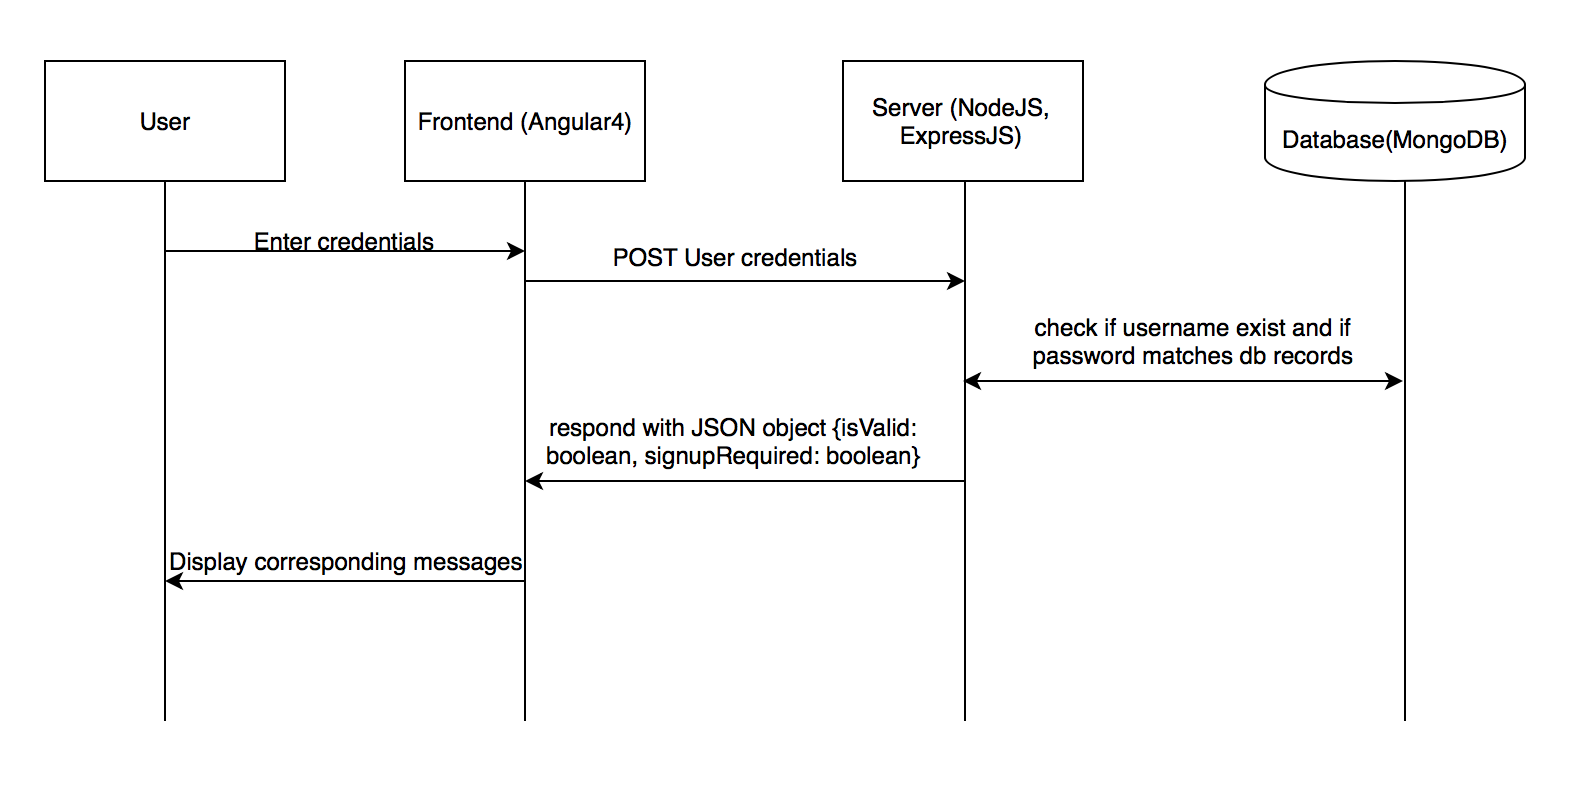 User
Frontend (Angular4)
Server (NodeJS,
ExpressJS)
Database(MongoDB)
Enter credentials
POST User credentials
check if username exist and if
password matches db records
respond with JSON object {isValid:
boolean, signupRequired: boolean}
Display corresponding messages